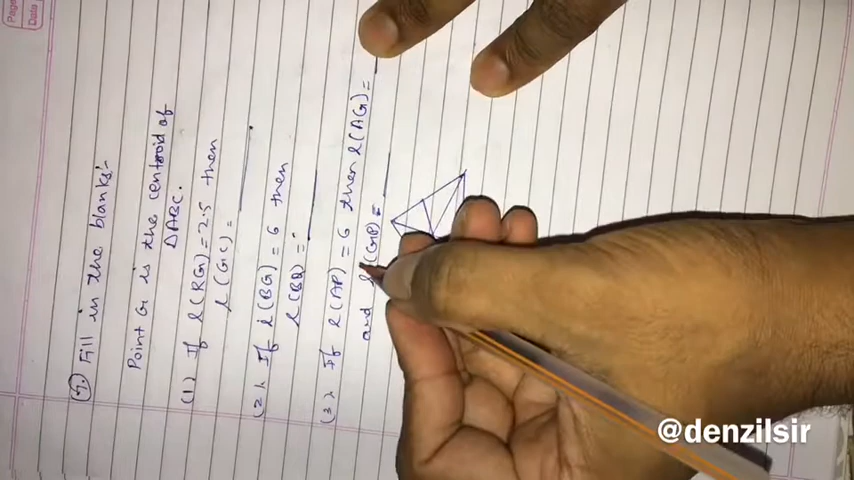 Page
Date
Q. Fill in the blanks:-
Point G is the centroid of
ΔABC.
(1) If l(RG)=2.5 then
l(GC)=
(2). If l(BG)=6 then
l(BQ)=
(3) If l(AP)=6 then l(AG)=
and l(GP)=
@denzilsir